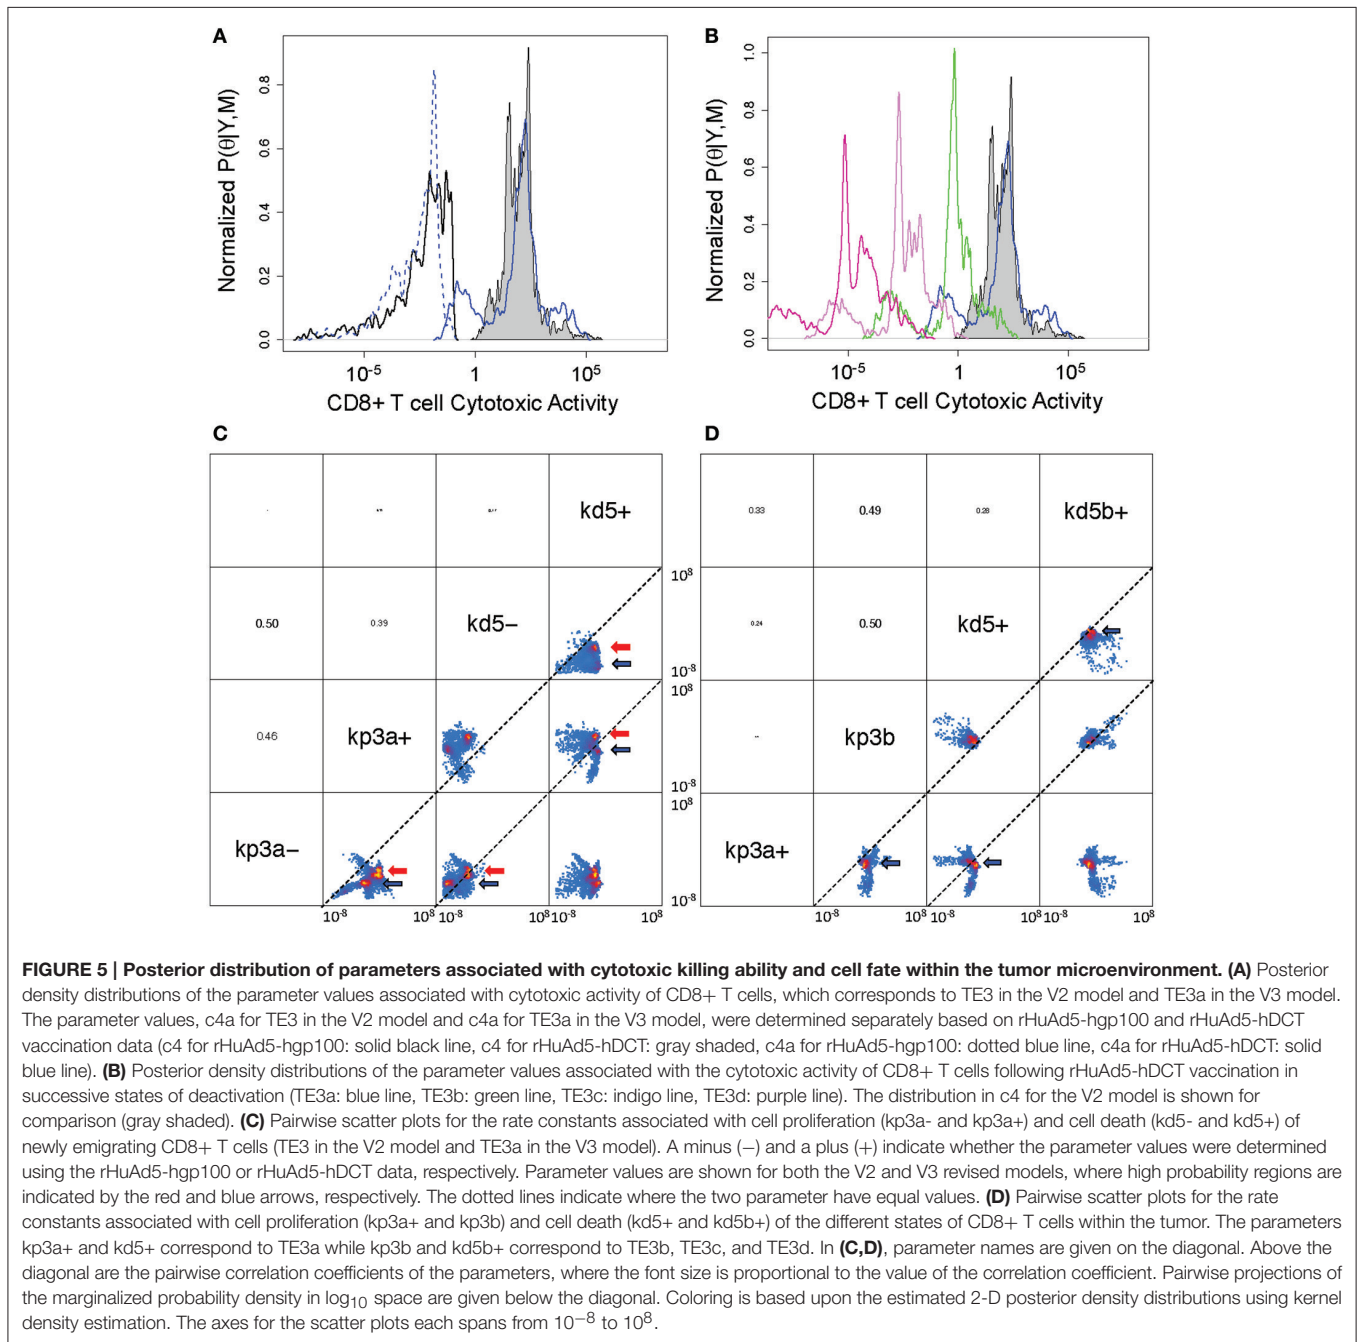 A
B
Normalized P(θ|Y,M)
0.0 0.2 0.4 0.6 0.8
10-5 1 105
CD8+ T cell Cytotoxic Activity
Normalized P(θ|Y,M)
0.0 0.2 0.4 0.6 0.8 1.0
10-5 1 105
CD8+ T cell Cytotoxic Activity
C
D
kd5+
0.50 0.39 kd5− 10^8 10^-8
0.46 kp3a+ 10^8 10^-8
kp3a− 10^8 10^-8
10^-8 10^8 10^-8 10^8 10^-8 10^8
0.33 0.49 0.28 kd5b+
0.24 0.50 kd5+
kp3b
kp3a+
10^-8 10^8 10^-8 10^8 10^-8 10^8
FIGURE 5 | Posterior distribution of parameters associated with cytotoxic killing ability and cell fate within the tumor microenvironment. (A) Posterior
density distributions of the parameter values associated with cytotoxic activity of CD8+ T cells, which corresponds to TE3 in the V2 model and TE3a in the V3 model.
The parameter values, c4a for TE3 in the V2 model and c4a for TE3a in the V3 model, were determined separately based on rHuAd5-hgp100 and rHuAd5-hDCT
vaccination data (c4 for rHuAd5-hgp100: solid black line, c4 for rHuAd5-hDCT: gray shaded, c4a for rHuAd5-hgp100: dotted blue line, c4a for rHuAd5-hDCT: solid
blue line). (B) Posterior density distributions of the parameter values associated with the cytotoxic activity of CD8+ T cells following rHuAd5-hDCT vaccination in
successive states of deactivation (TE3a: blue line, TE3b: green line, TE3c: indigo line, TE3d: purple line). The distribution in c4 for the V2 model is shown for
comparison (gray shaded). (C) Pairwise scatter plots for the rate constants associated with cell proliferation (kp3a- and kp3a+) and cell death (kd5- and kd5+) of
newly emigrating CD8+ T cells (TE3 in the V2 model and TE3a in the V3 model). A minus (−) and a plus (+) indicate whether the parameter values were determined
using the rHuAd5-hgp100 or rHuAd5-hDCT data, respectively. Parameter values are shown for both the V2 and V3 revised models, where high probability regions are
indicated by the red and blue arrows, respectively. The dotted lines indicate where the two parameter have equal values. (D) Pairwise scatter plots for the rate
constants associated with cell proliferation (kp3a+ and kp3b) and cell death (kd5+ and kd5b+) of the different states of CD8+ T cells within the tumor. The parameters
kp3a+ and kd5+ correspond to TE3a while kp3b and kd5b+ correspond to TE3b, TE3c, and TE3d. In (C,D), parameter names are given on the diagonal. Above the
diagonal are the pairwise correlation coefficients of the parameters, where the font size is proportional to the value of the correlation coefficient. Pairwise projections of
the marginalized probability density in log10 space are given below the diagonal. Coloring is based upon the estimated 2-D posterior density distributions using kernel
density estimation. The axes for the scatter plots each spans from 10−8 to 108.